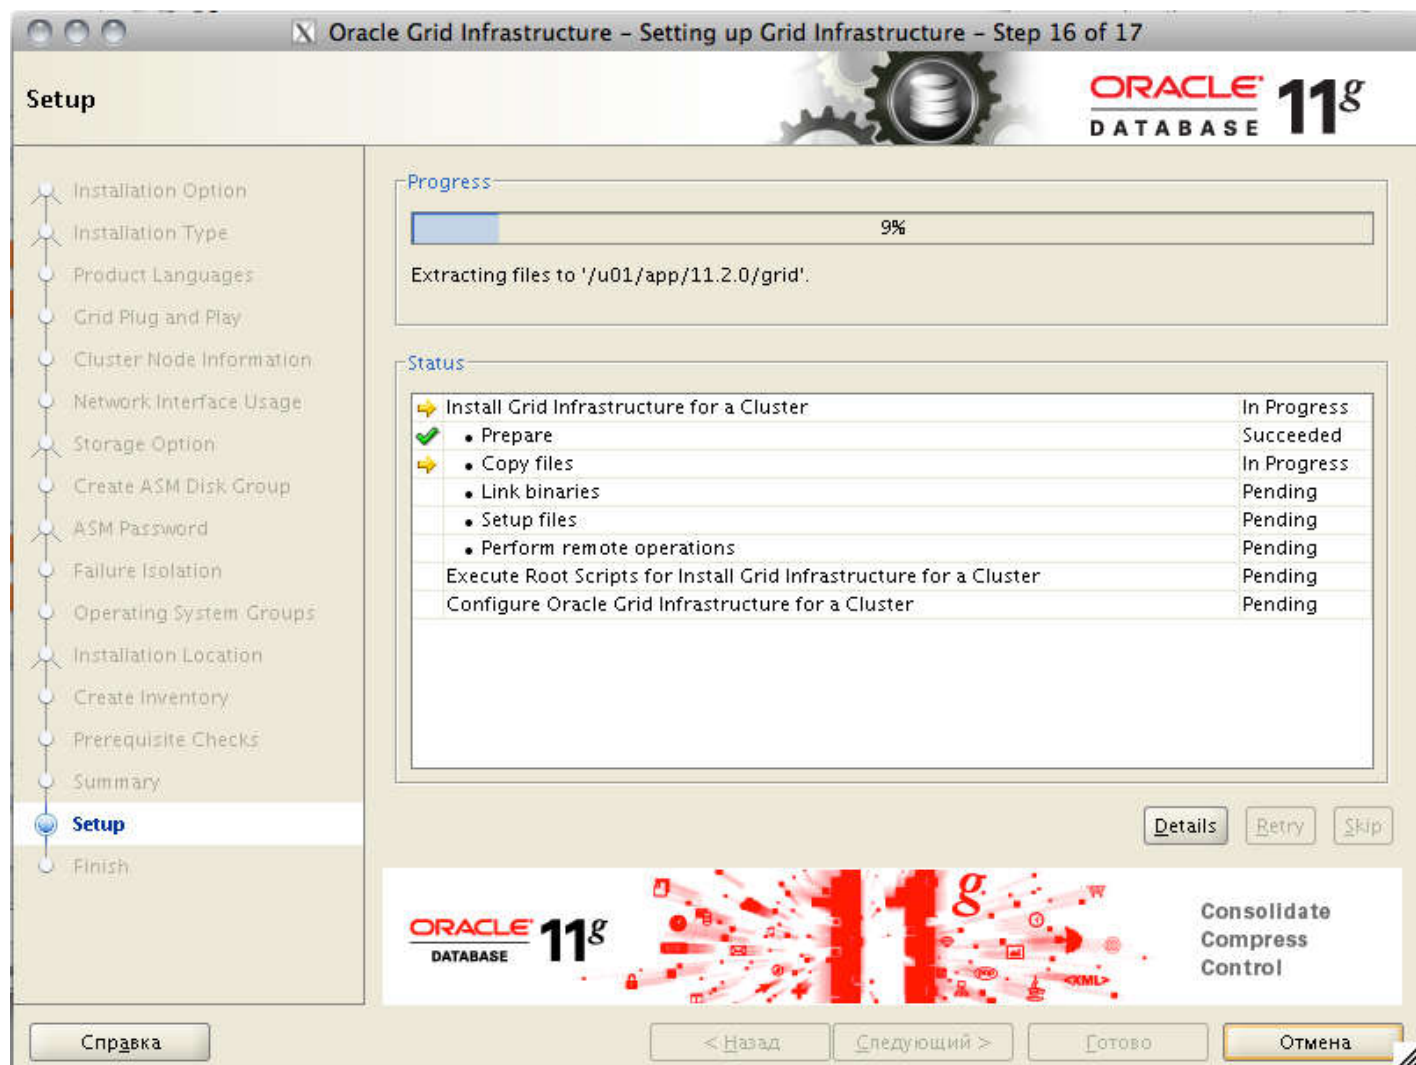 X Oracle Grid Infrastructure - Setting up Grid Infrastructure - Step 16 of 17
Setup
ORACLE DATABASE 11g
Installation Option
Installation Type
Product Languages
Grid Plug and Play
Cluster Node Information
Network Interface Usage
Storage Option
Create ASM Disk Group
ASM Password
Failure Isolation
Operating System Groups
Installation Location
Create Inventory
Prerequisite Checks
Summary
Setup
Finish
Progress
9%
Extracting files to '/u01/app/11.2.0/grid'.
Status
Install Grid Infrastructure for a Cluster In Progress
• Prepare Succeeded
• Copy files In Progress
• Link binaries Pending
• Setup files Pending
• Perform remote operations Pending
Execute Root Scripts for Install Grid Infrastructure for a Cluster Pending
Configure Oracle Grid Infrastructure for a Cluster Pending
Details Retry Skip
ORACLE DATABASE 11g
11g
<XML>
Consolidate
Compress
Control
Справка < Назад Следующий > Готово Отмена